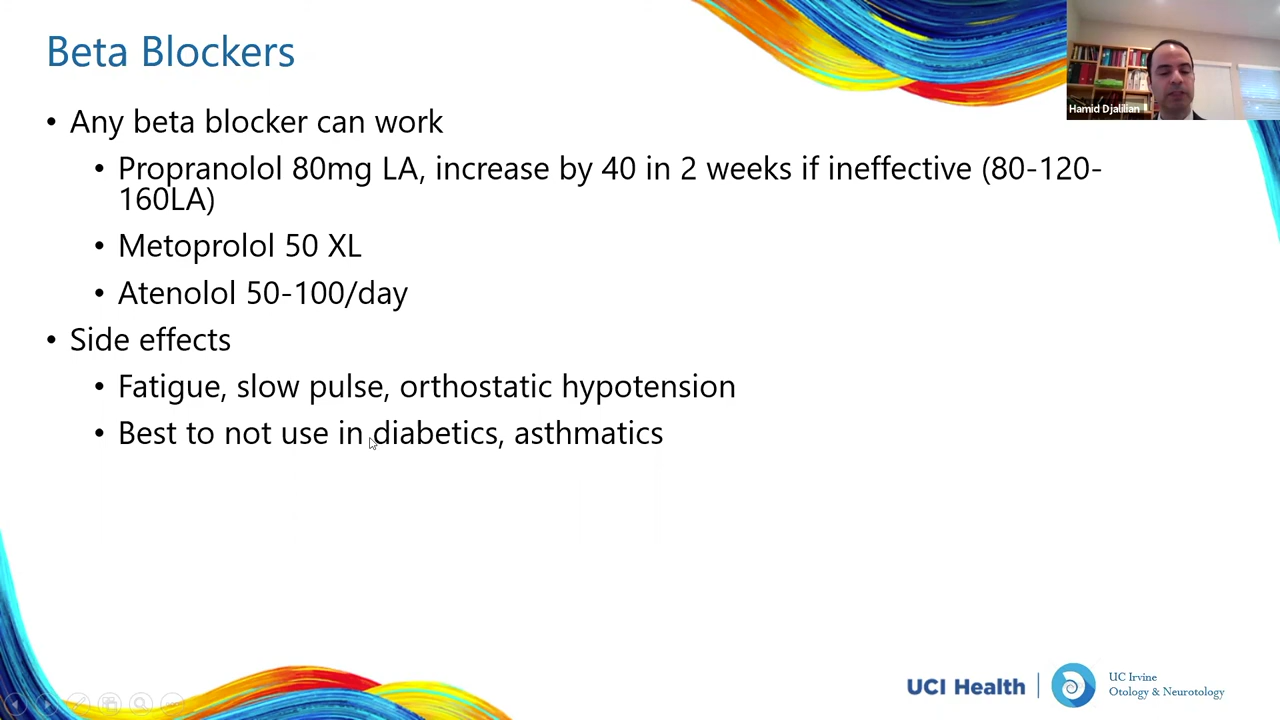 Beta Blockers
Hamid Djalilian
• Any beta blocker can work
• Propranolol 80mg LA, increase by 40 in 2 weeks if ineffective (80-120-
160LA)
• Metoprolol 50 XL
• Atenolol 50-100/day
• Side effects
• Fatigue, slow pulse, orthostatic hypotension
• Best to not use in diabetics, asthmatics
UCI Health
UC Irvine
Otology & Neurotology